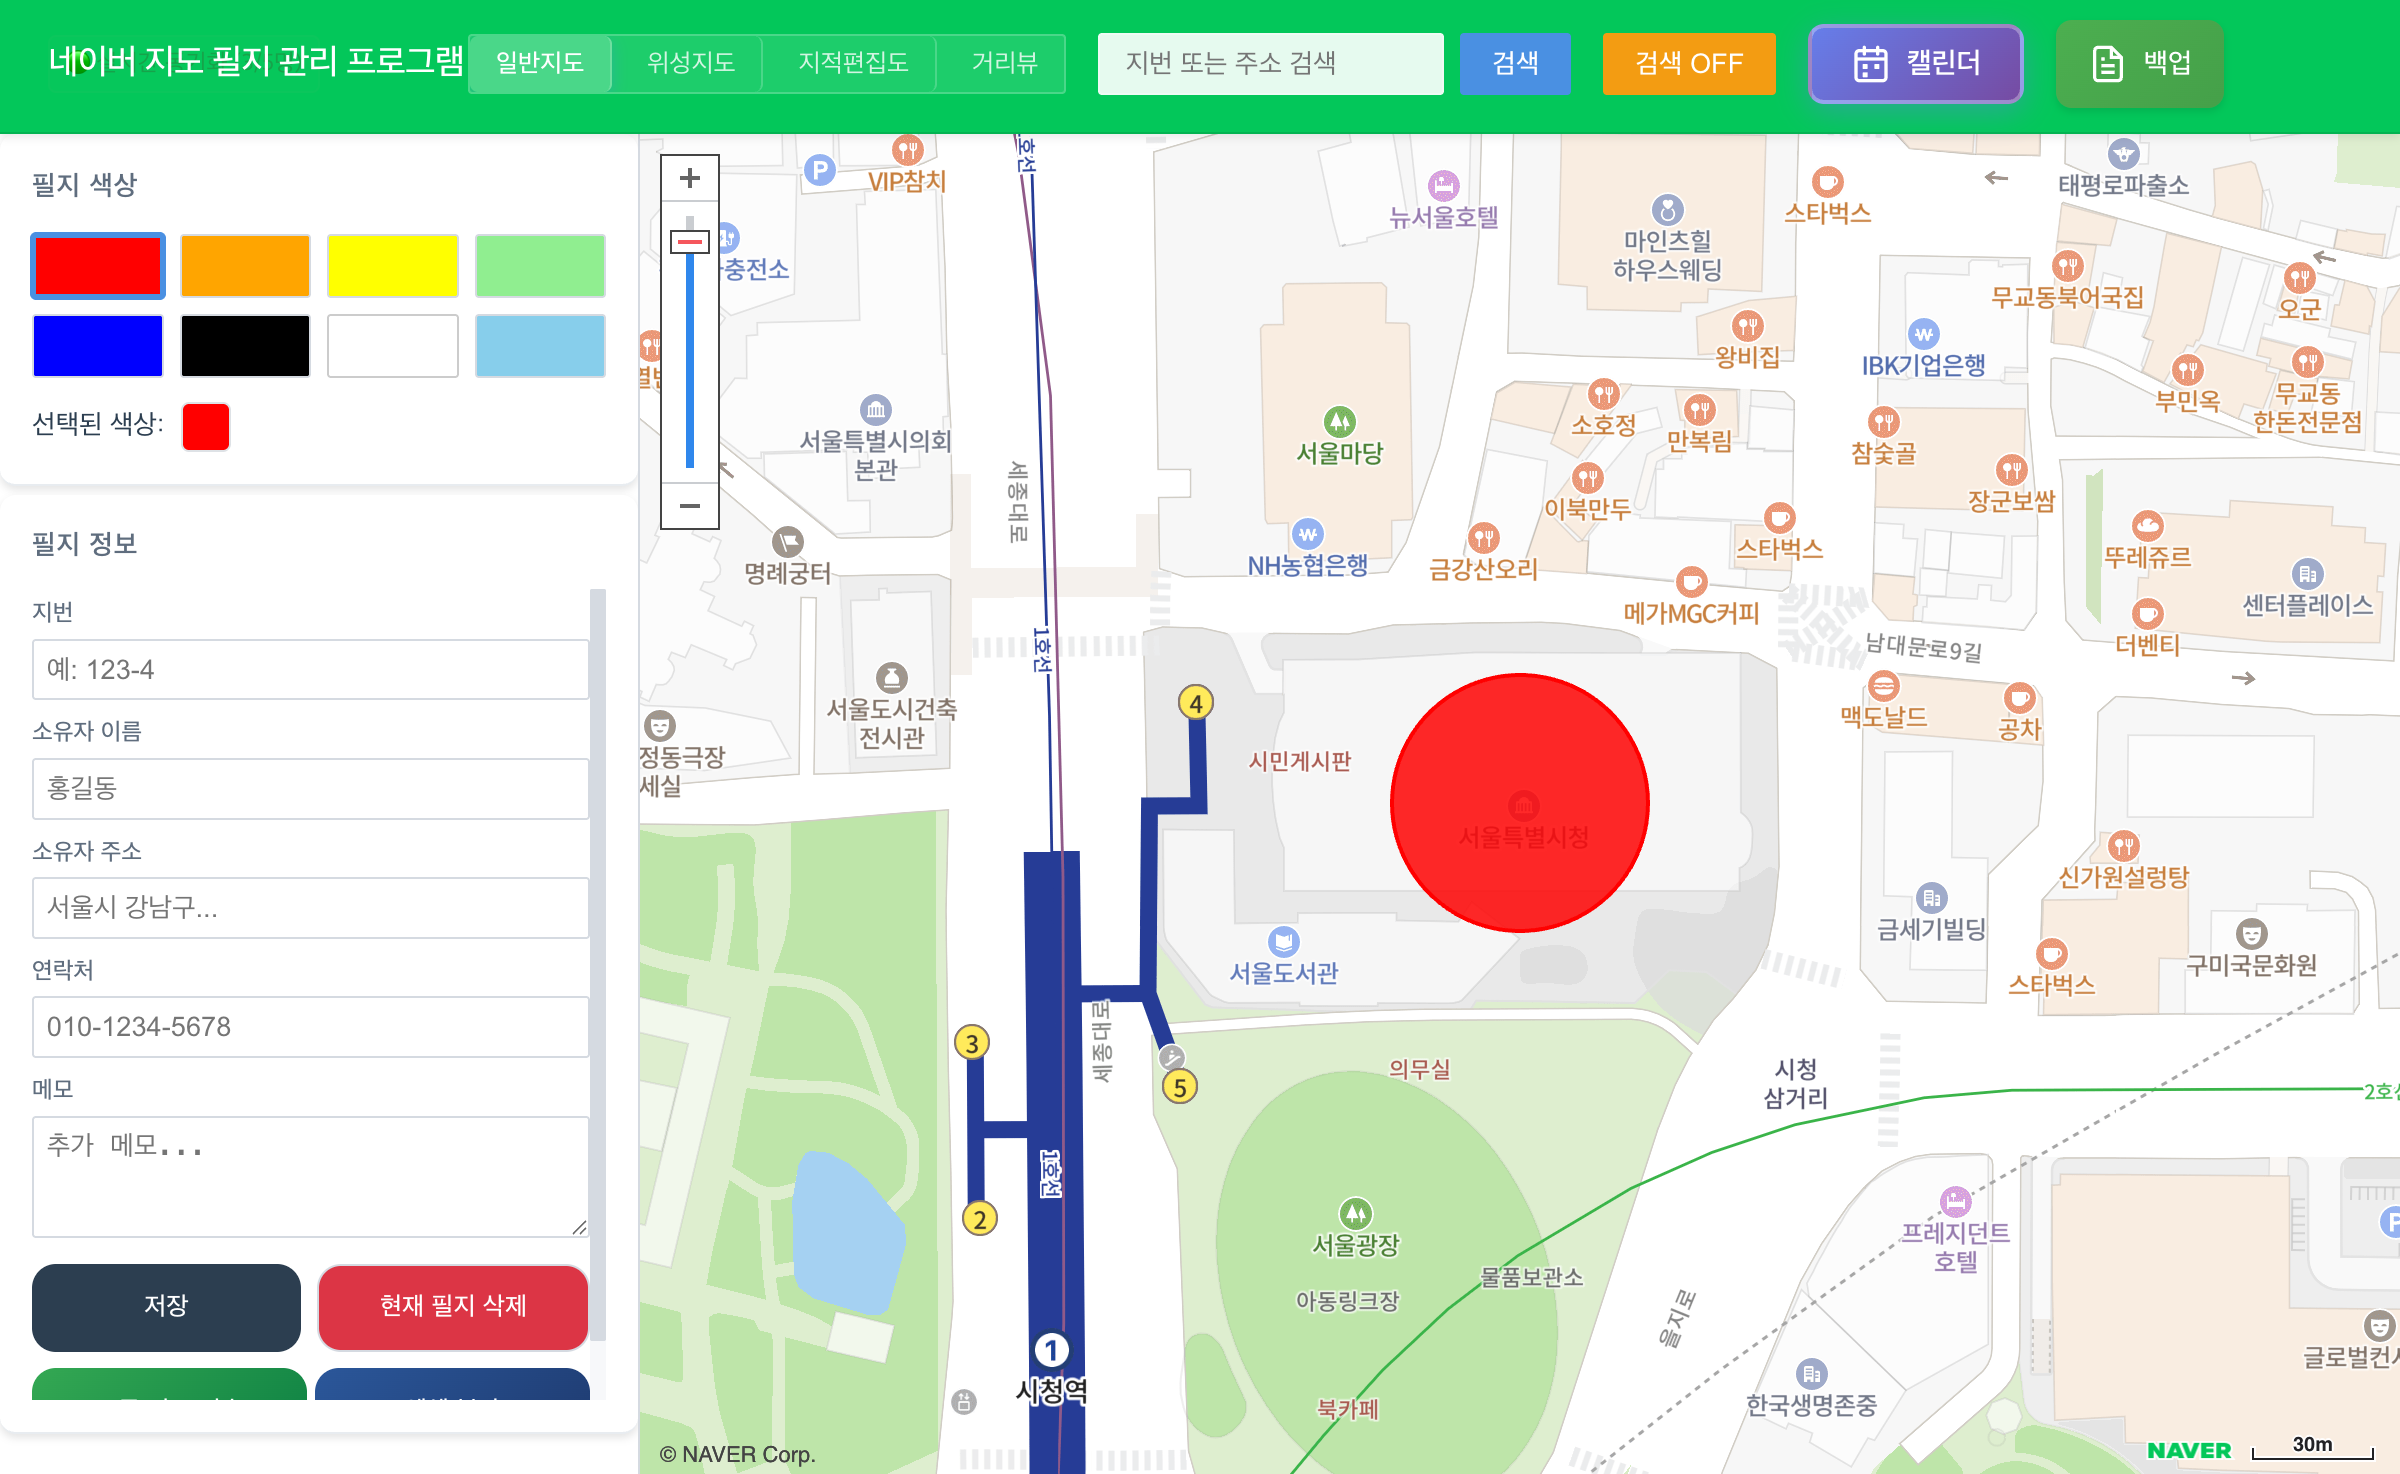 네이버 지도 필지 관리 프로그램
일반지도
위성지도
지적편집도
거리뷰
지번 또는 주소 검색
검색
검색 OFF
캘린더
백업
필지 색상
선택된 색상:
필지 정보
지번
예: 123-4
소유자 이름
홍길동
소유자 주소
서울시 강남구...
연락처
010-1234-5678
메모
추가 메모...
저장
현재 필지 삭제
VIP참치
P
충전소
서울특별시의회
본관
명례궁터
서울도시건축
전시관
정동극장
세실
호선
세종대로
1호선
뉴서울호텔
마인츠힐
하우스웨딩
스타벅스
태평로파출소
무교동북어국집
오군
왕비집
IBK기업은행
부민옥
무교동
한돈전문점
서울마당
소호정
만복림
참숯골
장군보쌈
이북만두
NH농협은행
금강산오리
스타벅스
뚜레쥬르
메가MGC커피
센터플레이스
더벤티
남대문로9길
4
시민게시판
서울특별시청
맥도날드
공차
서울도서관
신가원설렁탕
금세기빌딩
구미국문화원
스타벅스
3
세종대로
5
의무실
시청
삼거리
2호선
1호선
2
서울광장
아동링크장
물품보관소
프레지던트
호텔
P
을지로
1
시청역
글로벌컨
북카페
한국생명존중
© NAVER Corp.
NAVER
30m